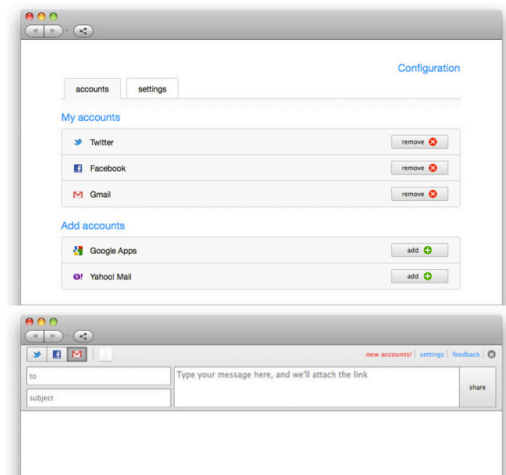 Configuration
accounts settings
My accounts
Twitter remove
Facebook remove
Gmail remove
Add accounts
Google Apps add
Yahoo! Mail add
new accounts! settings feedback
to
Type your message here, and we'll attach the link
share
subject